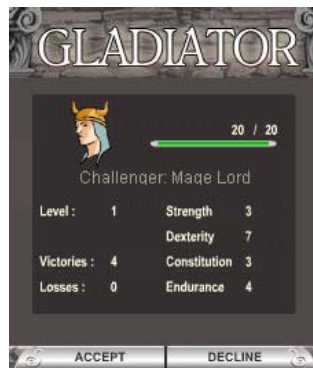 GLADIATOR
20 / 20
Challenger: Mage Lord
Level : 1 Strength 3
Dexterity 7
Victories : 4 Constitution 3
Losses : 0 Endurance 4
ACCEPT DECLINE